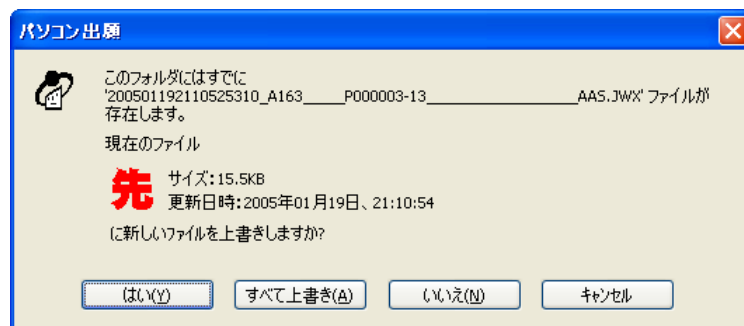 パソコン出願
このフォルダにはすでに
'200501192110525310_A163_____P000003-13__________________AAS.JWX' ファイルが
存在します。
現在のファイル
先
サイズ:15.5KB
更新日時:2005年01月19日、21:10:54
に新しいファイルを上書きしますか?
はい(Y) すべて上書き(A) いいえ(N) キャンセル